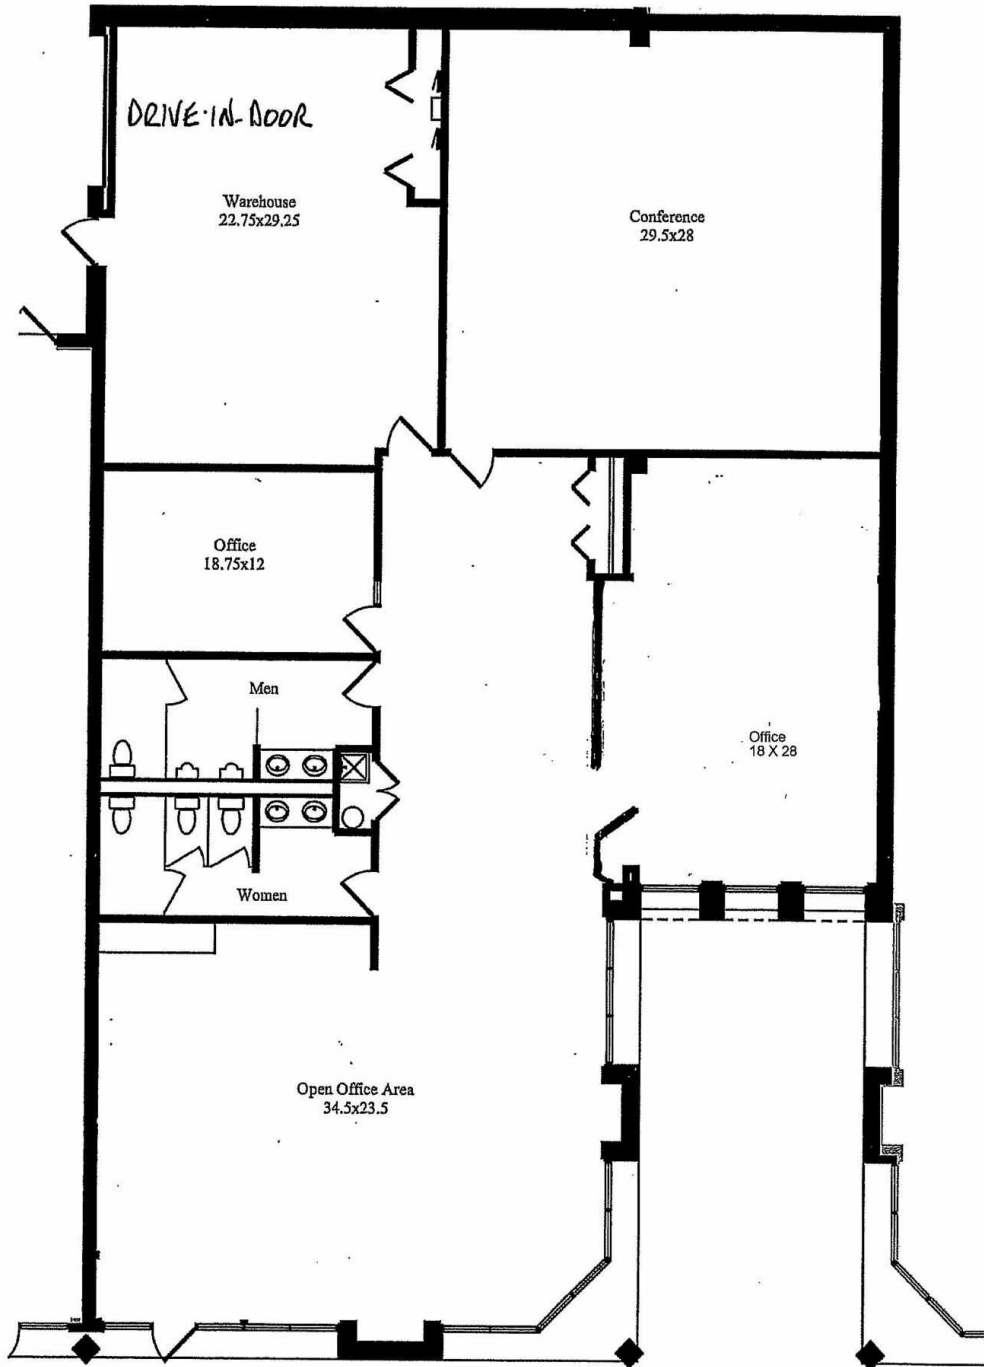 DRIVE-IN-DOOR
Warehouse
22.75x29.25
Conference
29.5x28
Office
18.75x12
Men
Office
18 X 28
Women
Open Office Area
34.5x23.5